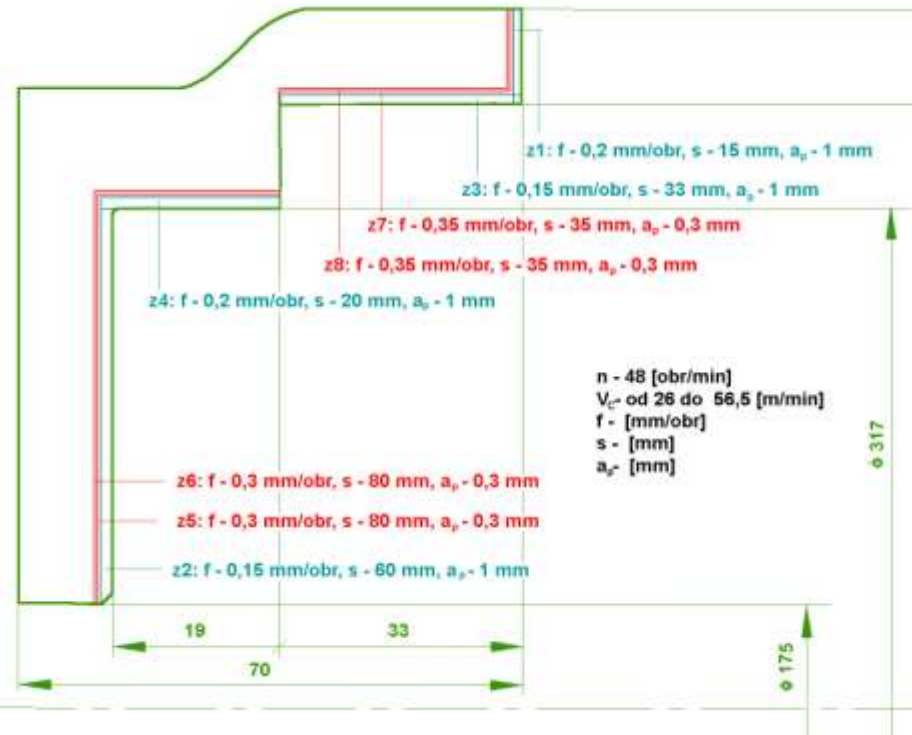 z1: f - 0,2 mm/obr, s - 15 mm, aₚ - 1 mm
z3: f - 0,15 mm/obr, s - 33 mm, aₚ - 1 mm
z7: f - 0,35 mm/obr, s - 35 mm, aₚ - 0,3 mm
z8: f - 0,35 mm/obr, s - 35 mm, aₚ - 0,3 mm
z4: f - 0,2 mm/obr, s - 20 mm, aₚ - 1 mm
n - 48 [obr/min]
V꜀- od 26 do 56,5 [m/min]
f - [mm/obr]
s - [mm]
aₚ- [mm]
ϕ 317
z6: f - 0,3 mm/obr, s - 80 mm, aₚ - 0,3 mm
z5: f - 0,3 mm/obr, s - 80 mm, aₚ - 0,3 mm
z2: f - 0,15 mm/obr, s - 60 mm, aₚ - 1 mm
19
33
70
ϕ 175